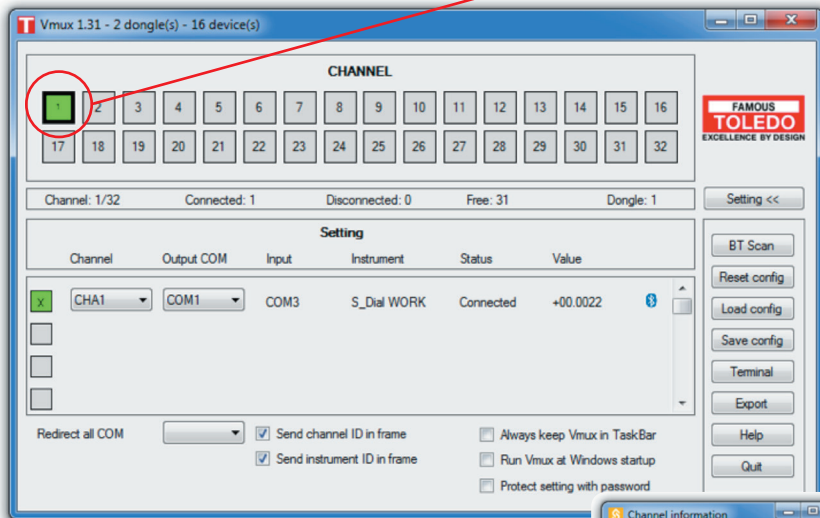 Vmux 1.31 - 2 dongle(s) - 16 device(s)
CHANNEL
1 2 3 4 5 6 7 8 9 10 11 12 13 14 15 16
17 18 19 20 21 22 23 24 25 26 27 28 29 30 31 32
FAMOUS
TOLEDO
EXCELLENCE BY DESIGN
Channel: 1/32 Connected: 1 Disconnected: 0 Free: 31 Dongle: 1
Setting <<
Setting
Channel Output COM Input Instrument Status Value
X CHA1 COM1 COM3 S_Dial WORK Connected +00.0022
BT Scan
Reset config
Load config
Save config
Terminal
Export
Help
Quit
Redirect all COM
Send channel ID in frame
Send instrument ID in frame
Always keep Vmux in TaskBar
Run Vmux at Windows startup
Protect setting with password
Channel information